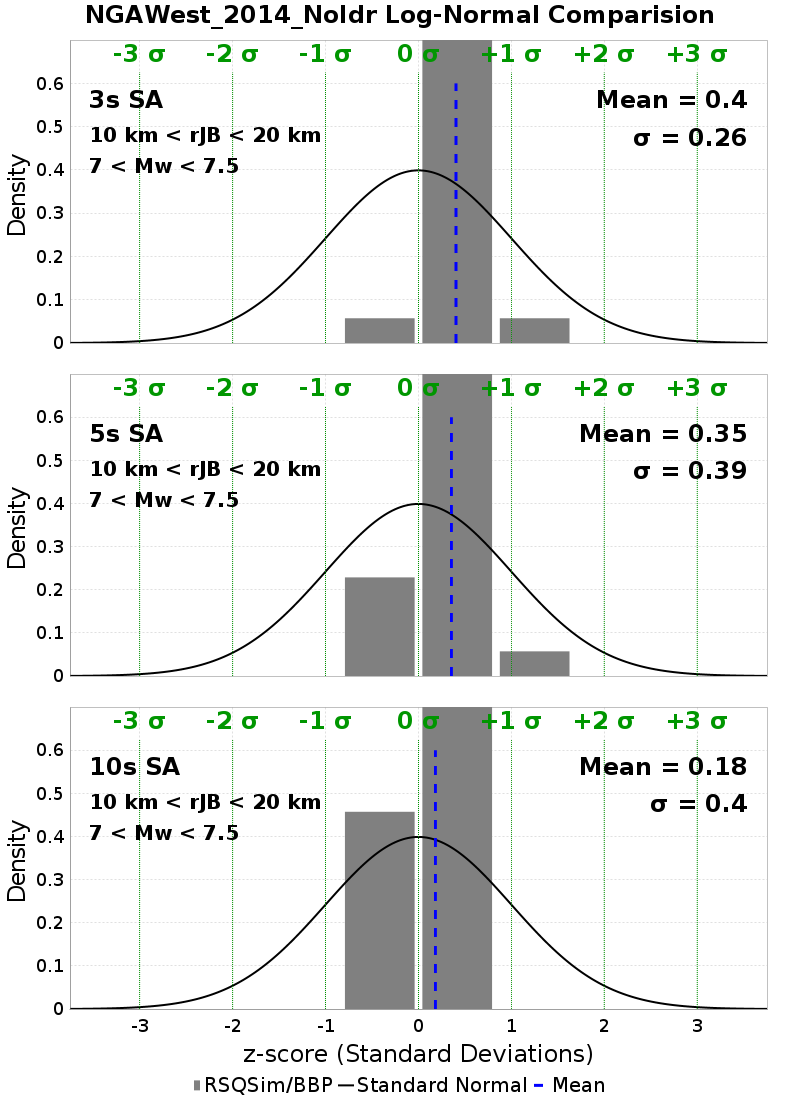 NGAWest_2014_NoIdr Log-Normal Comparision
-3 σ -2 σ -1 σ 0 σ +1 σ +2 σ +3 σ
3s SA
10 km < rJB < 20 km
7 < Mw < 7.5
Mean = 0.4
σ = 0.26
Density
0.6
0.5
0.4
0.3
0.2
0.1
0
-3 σ -2 σ -1 σ 0 σ +1 σ +2 σ +3 σ
5s SA
10 km < rJB < 20 km
7 < Mw < 7.5
Mean = 0.35
σ = 0.39
Density
0.6
0.5
0.4
0.3
0.2
0.1
0
-3 σ -2 σ -1 σ 0 σ +1 σ +2 σ +3 σ
10s SA
10 km < rJB < 20 km
7 < Mw < 7.5
Mean = 0.18
σ = 0.4
Density
0.6
0.5
0.4
0.3
0.2
0.1
0
-3 -2 -1 0 1 2 3
z-score (Standard Deviations)
RSQSim/BBP Standard Normal Mean